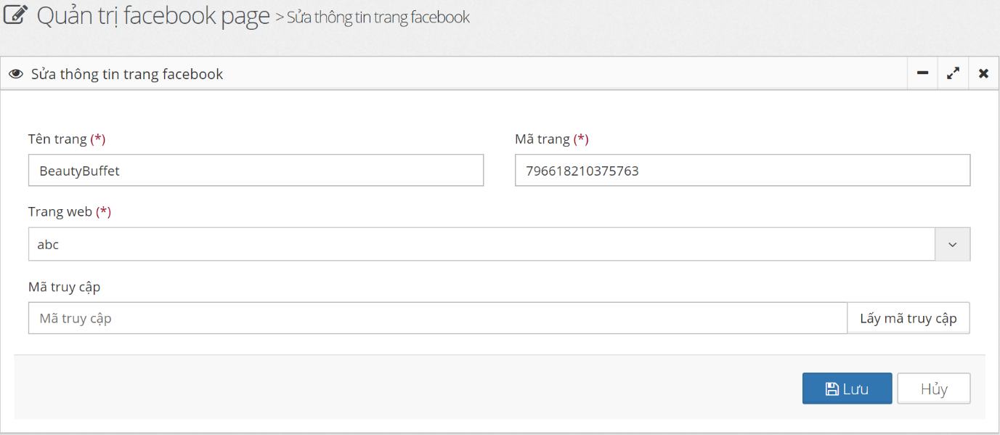 Quản trị facebook page > Sửa thông tin trang facebook
Sửa thông tin trang facebook
Tên trang (*)
Mã trang (*)
BeautyBuffet
796618210375763
Trang web (*)
abc
Mã truy cập
Mã truy cập
Lấy mã truy cập
Lưu
Hủy